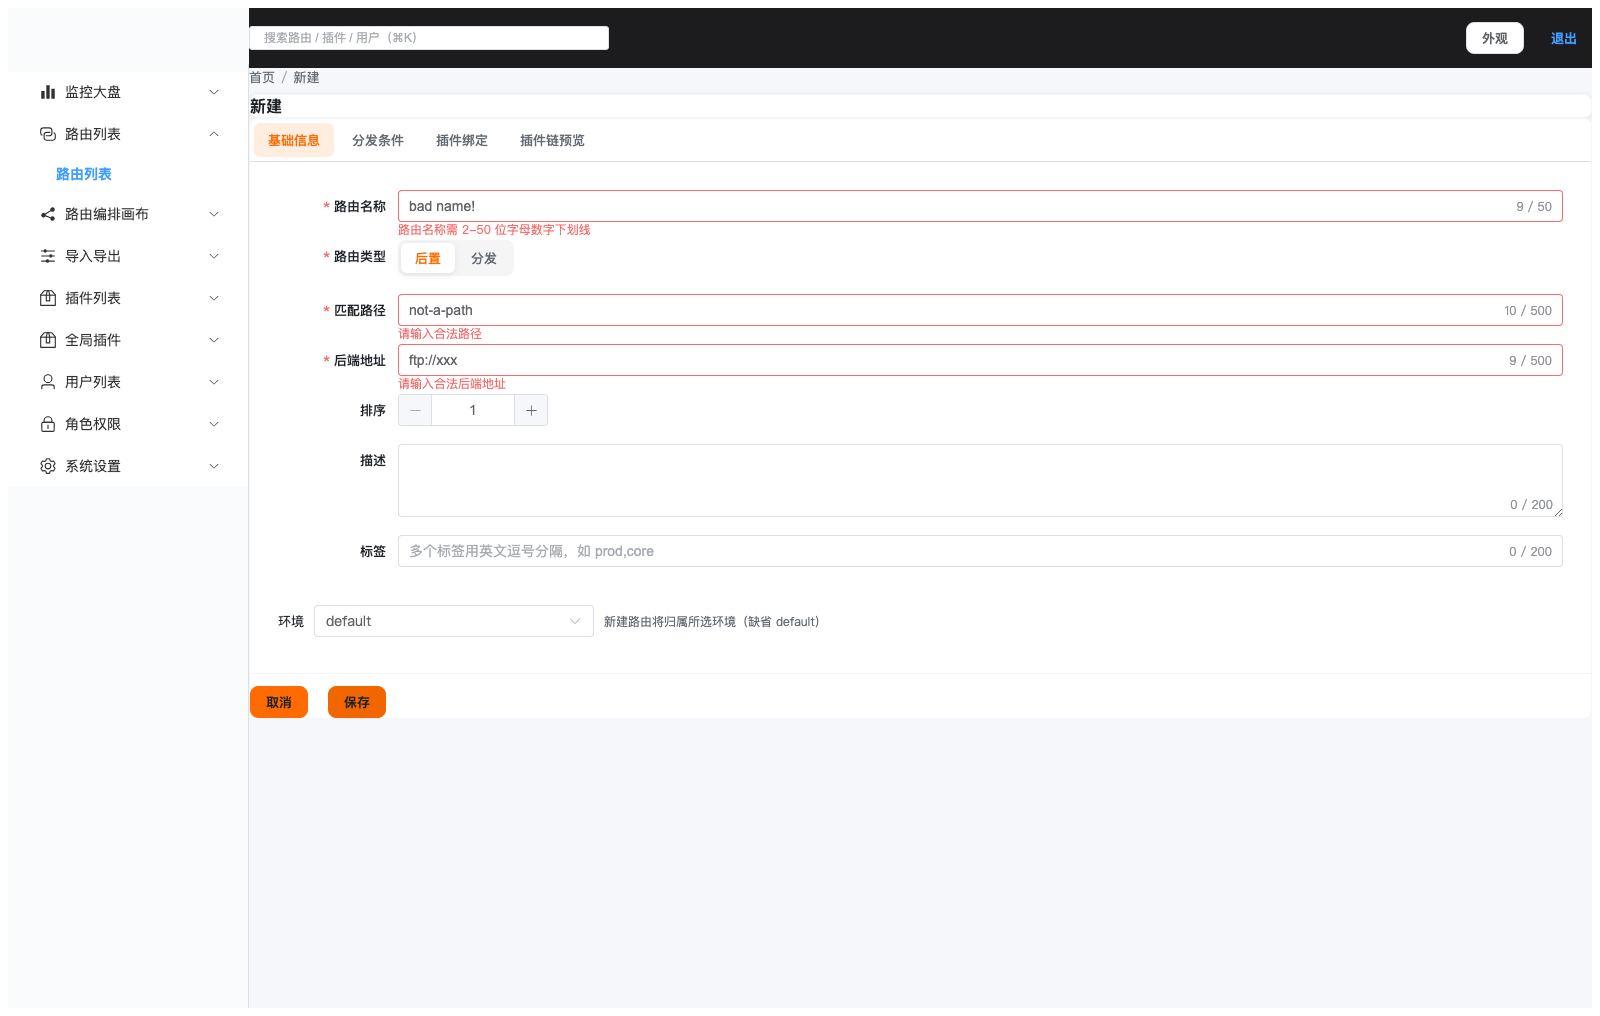 搜索路由 / 插件 / 用户（⌘K）
外观
退出
监控大盘
路由列表
路由列表
路由编排画布
导入导出
插件列表
全局插件
用户列表
角色权限
系统设置
首页 / 新建
新建
基础信息 分发条件 插件绑定 插件链预览
* 路由名称 bad name! 9 / 50
路由名称需 2–50 位字母数字下划线
* 路由类型 后置 分发
* 匹配路径 not-a-path 10 / 500
请输入合法路径
* 后端地址 ftp://xxx 9 / 500
请输入合法后端地址
排序 1
描述
0 / 200
标签 多个标签用英文逗号分隔，如 prod,core 0 / 200
环境 default 新建路由将归属所选环境（缺省 default）
取消 保存